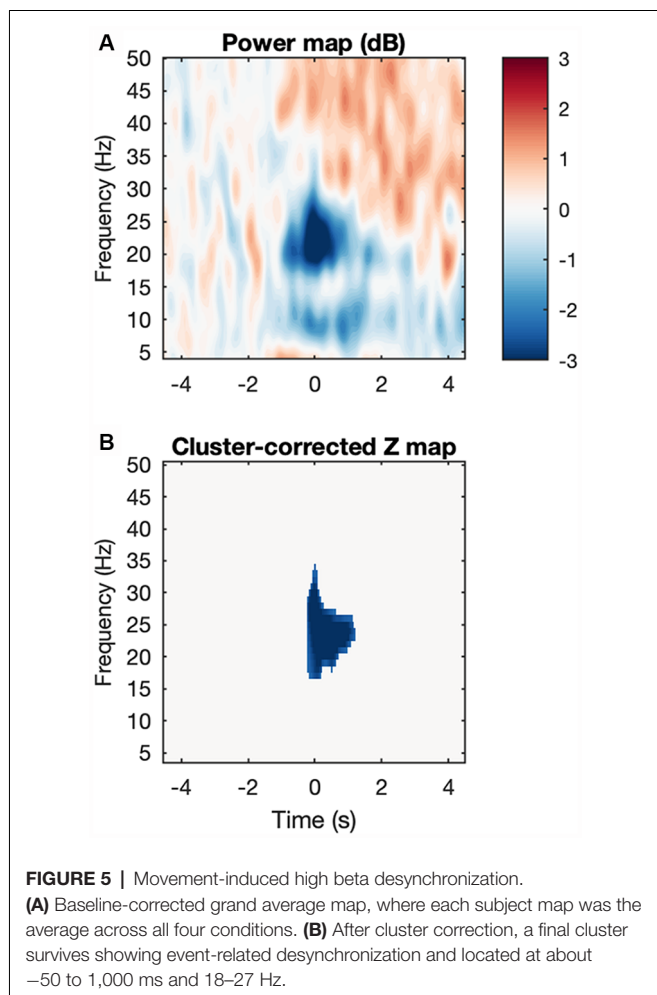 A
Power map (dB)
50
45
40
35
30
25
20
15
10
5
Frequency (Hz)
-4 -2 0 2 4
3
2
1
0
-1
-2
-3
B
Cluster-corrected Z map
50
45
40
35
30
25
20
15
10
5
Frequency (Hz)
-4 -2 0 2 4
Time (s)
FIGURE 5 | Movement-induced high beta desynchronization.
(A) Baseline-corrected grand average map, where each subject map was the
average across all four conditions. (B) After cluster correction, a final cluster
survives showing event-related desynchronization and located at about
−50 to 1,000 ms and 18–27 Hz.